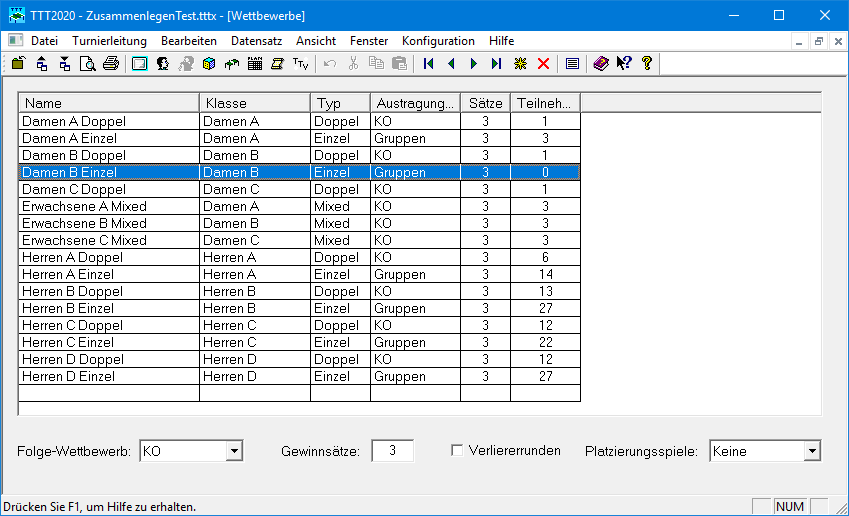 TTT2020 - ZusammenlegenTest.tttx - [Wettbewerbe]
Datei Turnierleitung Bearbeiten Datensatz Ansicht Fenster Konfiguration Hilfe
PLAN TTV
Name Klasse Typ Austragung... Sätze Teilneh...
Damen A Doppel Damen A Doppel KO 3 1
Damen A Einzel Damen A Einzel Gruppen 3 3
Damen B Doppel Damen B Doppel KO 3 1
Damen B Einzel Damen B Einzel Gruppen 3 0
Damen C Doppel Damen C Doppel KO 3 1
Erwachsene A Mixed Damen A Mixed KO 3 3
Erwachsene B Mixed Damen B Mixed KO 3 3
Erwachsene C Mixed Damen C Mixed KO 3 3
Herren A Doppel Herren A Doppel KO 3 6
Herren A Einzel Herren A Einzel Gruppen 3 14
Herren B Doppel Herren B Doppel KO 3 13
Herren B Einzel Herren B Einzel Gruppen 3 27
Herren C Doppel Herren C Doppel KO 3 12
Herren C Einzel Herren C Einzel Gruppen 3 22
Herren D Doppel Herren D Doppel KO 3 12
Herren D Einzel Herren D Einzel Gruppen 3 27
Folge-Wettbewerb: KO Gewinnsätze: 3 Verliererrunden Platzierungsspiele: Keine
Drücken Sie F1, um Hilfe zu erhalten. NUM